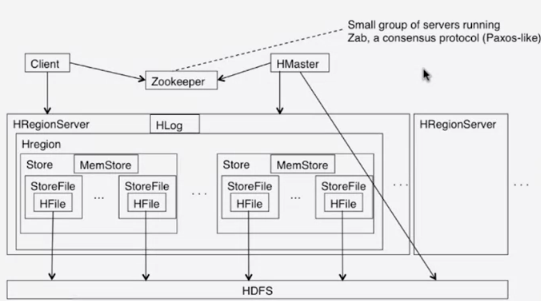 Small group of servers running
Zab, a consensus protocol (Paxos-like)
Client
Zookeeper
HMaster
HRegionServer
HLog
HRegionServer
Hregion
Store
MemStore
Store
MemStore
StoreFile
...
StoreFile
...
StoreFile
...
StoreFile
...
...
HFile
HFile
HFile
HFile
HDFS